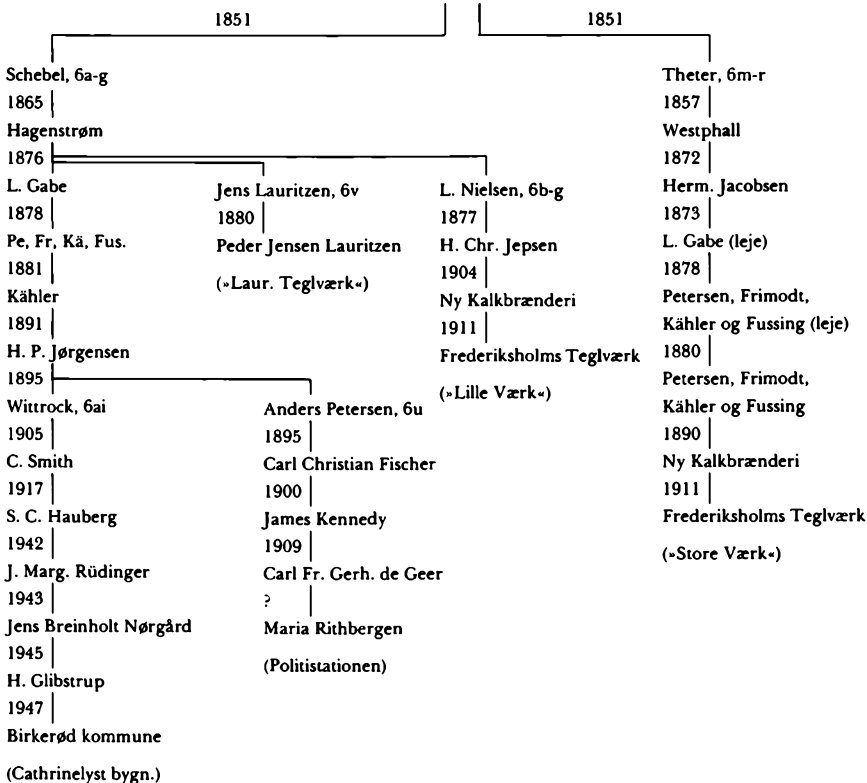 1851
1851
Schebel, 6a-g
1865
Hagenstrøm
1876
L. Gabe
1878
Pe, Fr, Kä, Fus.
1881
Kähler
1891
H. P. Jørgensen
1895
Wittrock, 6ai
1905
C. Smith
1917
S. C. Hauberg
1942
J. Marg. Rüdinger
1943
Jens Breinholt Nørgård
1945
H. Glibstrup
1947
Birkerød kommune
(Cathrinelyst bygn.)
Jens Lauritzen, 6v
1880
Peder Jensen Lauritzen
(»Laur. Teglværk«)
Anders Petersen, 6u
1895
Carl Christian Fischer
1900
James Kennedy
1909
Carl Fr. Gerh. de Geer
?
Maria Rithbergen
(Politistationen)
L. Nielsen, 6b-g
1877
H. Chr. Jepsen
1904
Ny Kalkbrænderi
1911
Frederiksholms Teglværk
(»Lille Værk«)
Theter, 6m-r
1857
Westphall
1872
Herm. Jacobsen
1873
L. Gabe (leje)
1878
Petersen, Frimodt,
Kähler og Fussing (leje)
1880
Petersen, Frimodt,
Kähler og Fussing
1890
Ny Kalkbrænderi
1911
Frederiksholms Teglværk
(»Store Værk«)